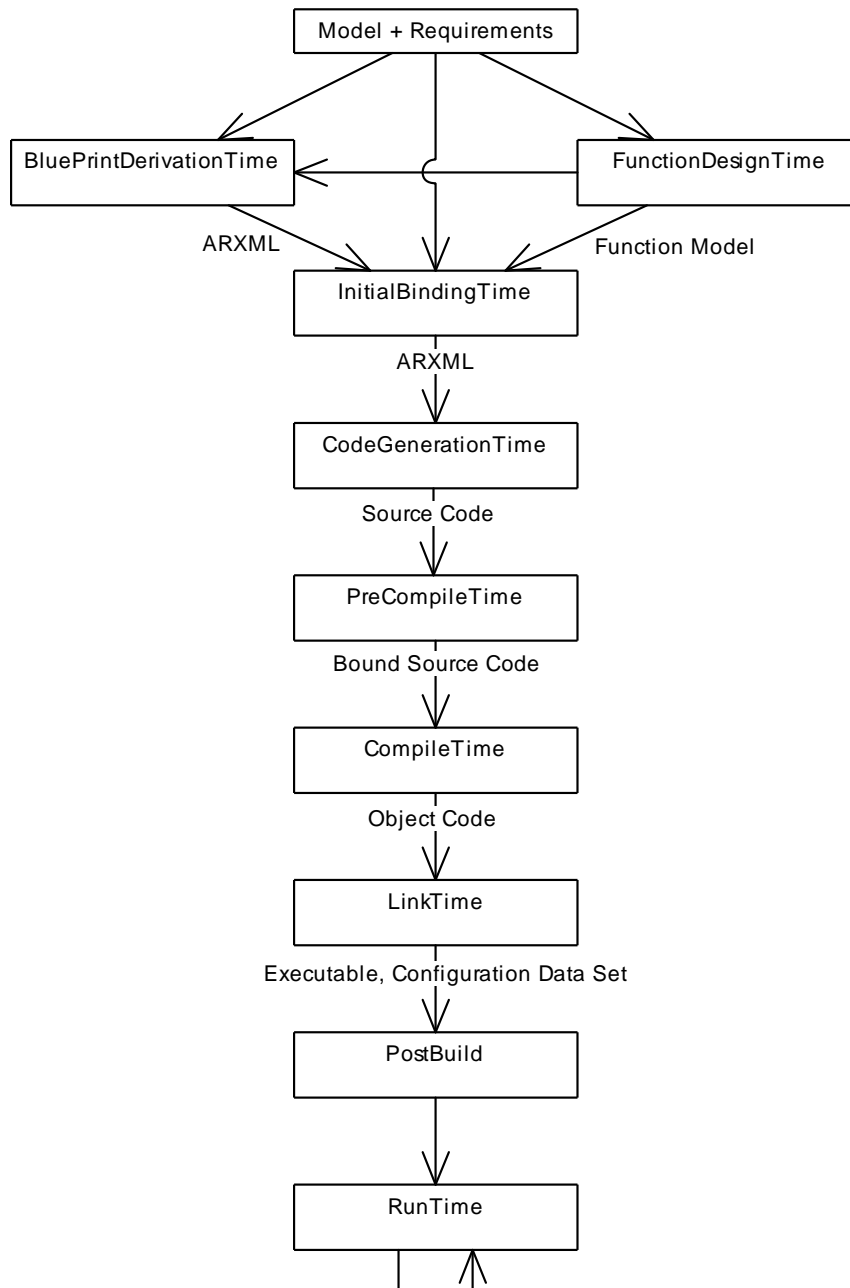 Model + Requirements
BluePrintDerivationTime
FunctionDesignTime
ARXML
Function Model
InitialBindingTime
ARXML
CodeGenerationTime
Source Code
PreCompileTime
Bound Source Code
CompileTime
Object Code
LinkTime
Executable, Configuration Data Set
PostBuild
RunTime